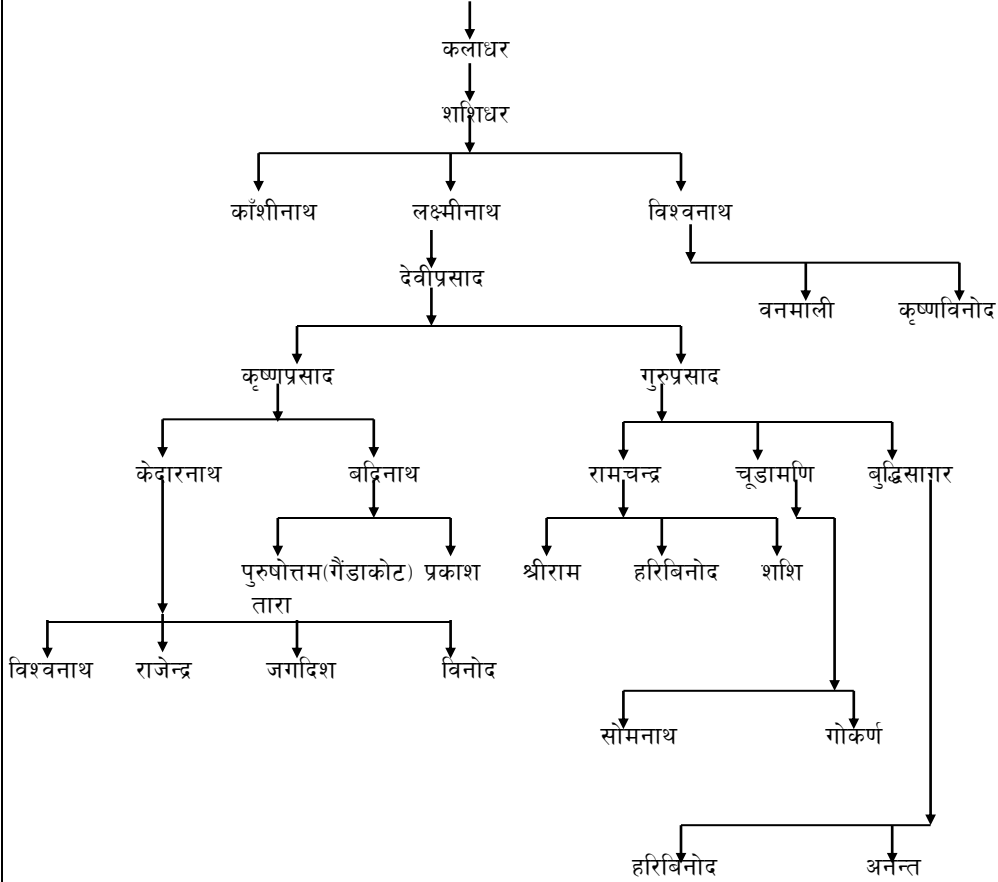 कलाधर
शशिधर
काँशीनाथ लक्ष्मीनाथ विश्वनाथ
देवीप्रसाद
वनमाली कृष्णविनोद
कृष्णप्रसाद गुरुप्रसाद
केदारनाथ बद्रिनाथ रामचन्द्र चूडामणि बुद्धिसागर
पुरुषोत्तम(गैंडाकोट) प्रकाश श्रीराम हरिबिनोद शशि
तारा
विश्वनाथ राजेन्द्र जगदिश विनोद
सोमनाथ गोकर्ण
हरिबिनोद अनन्त